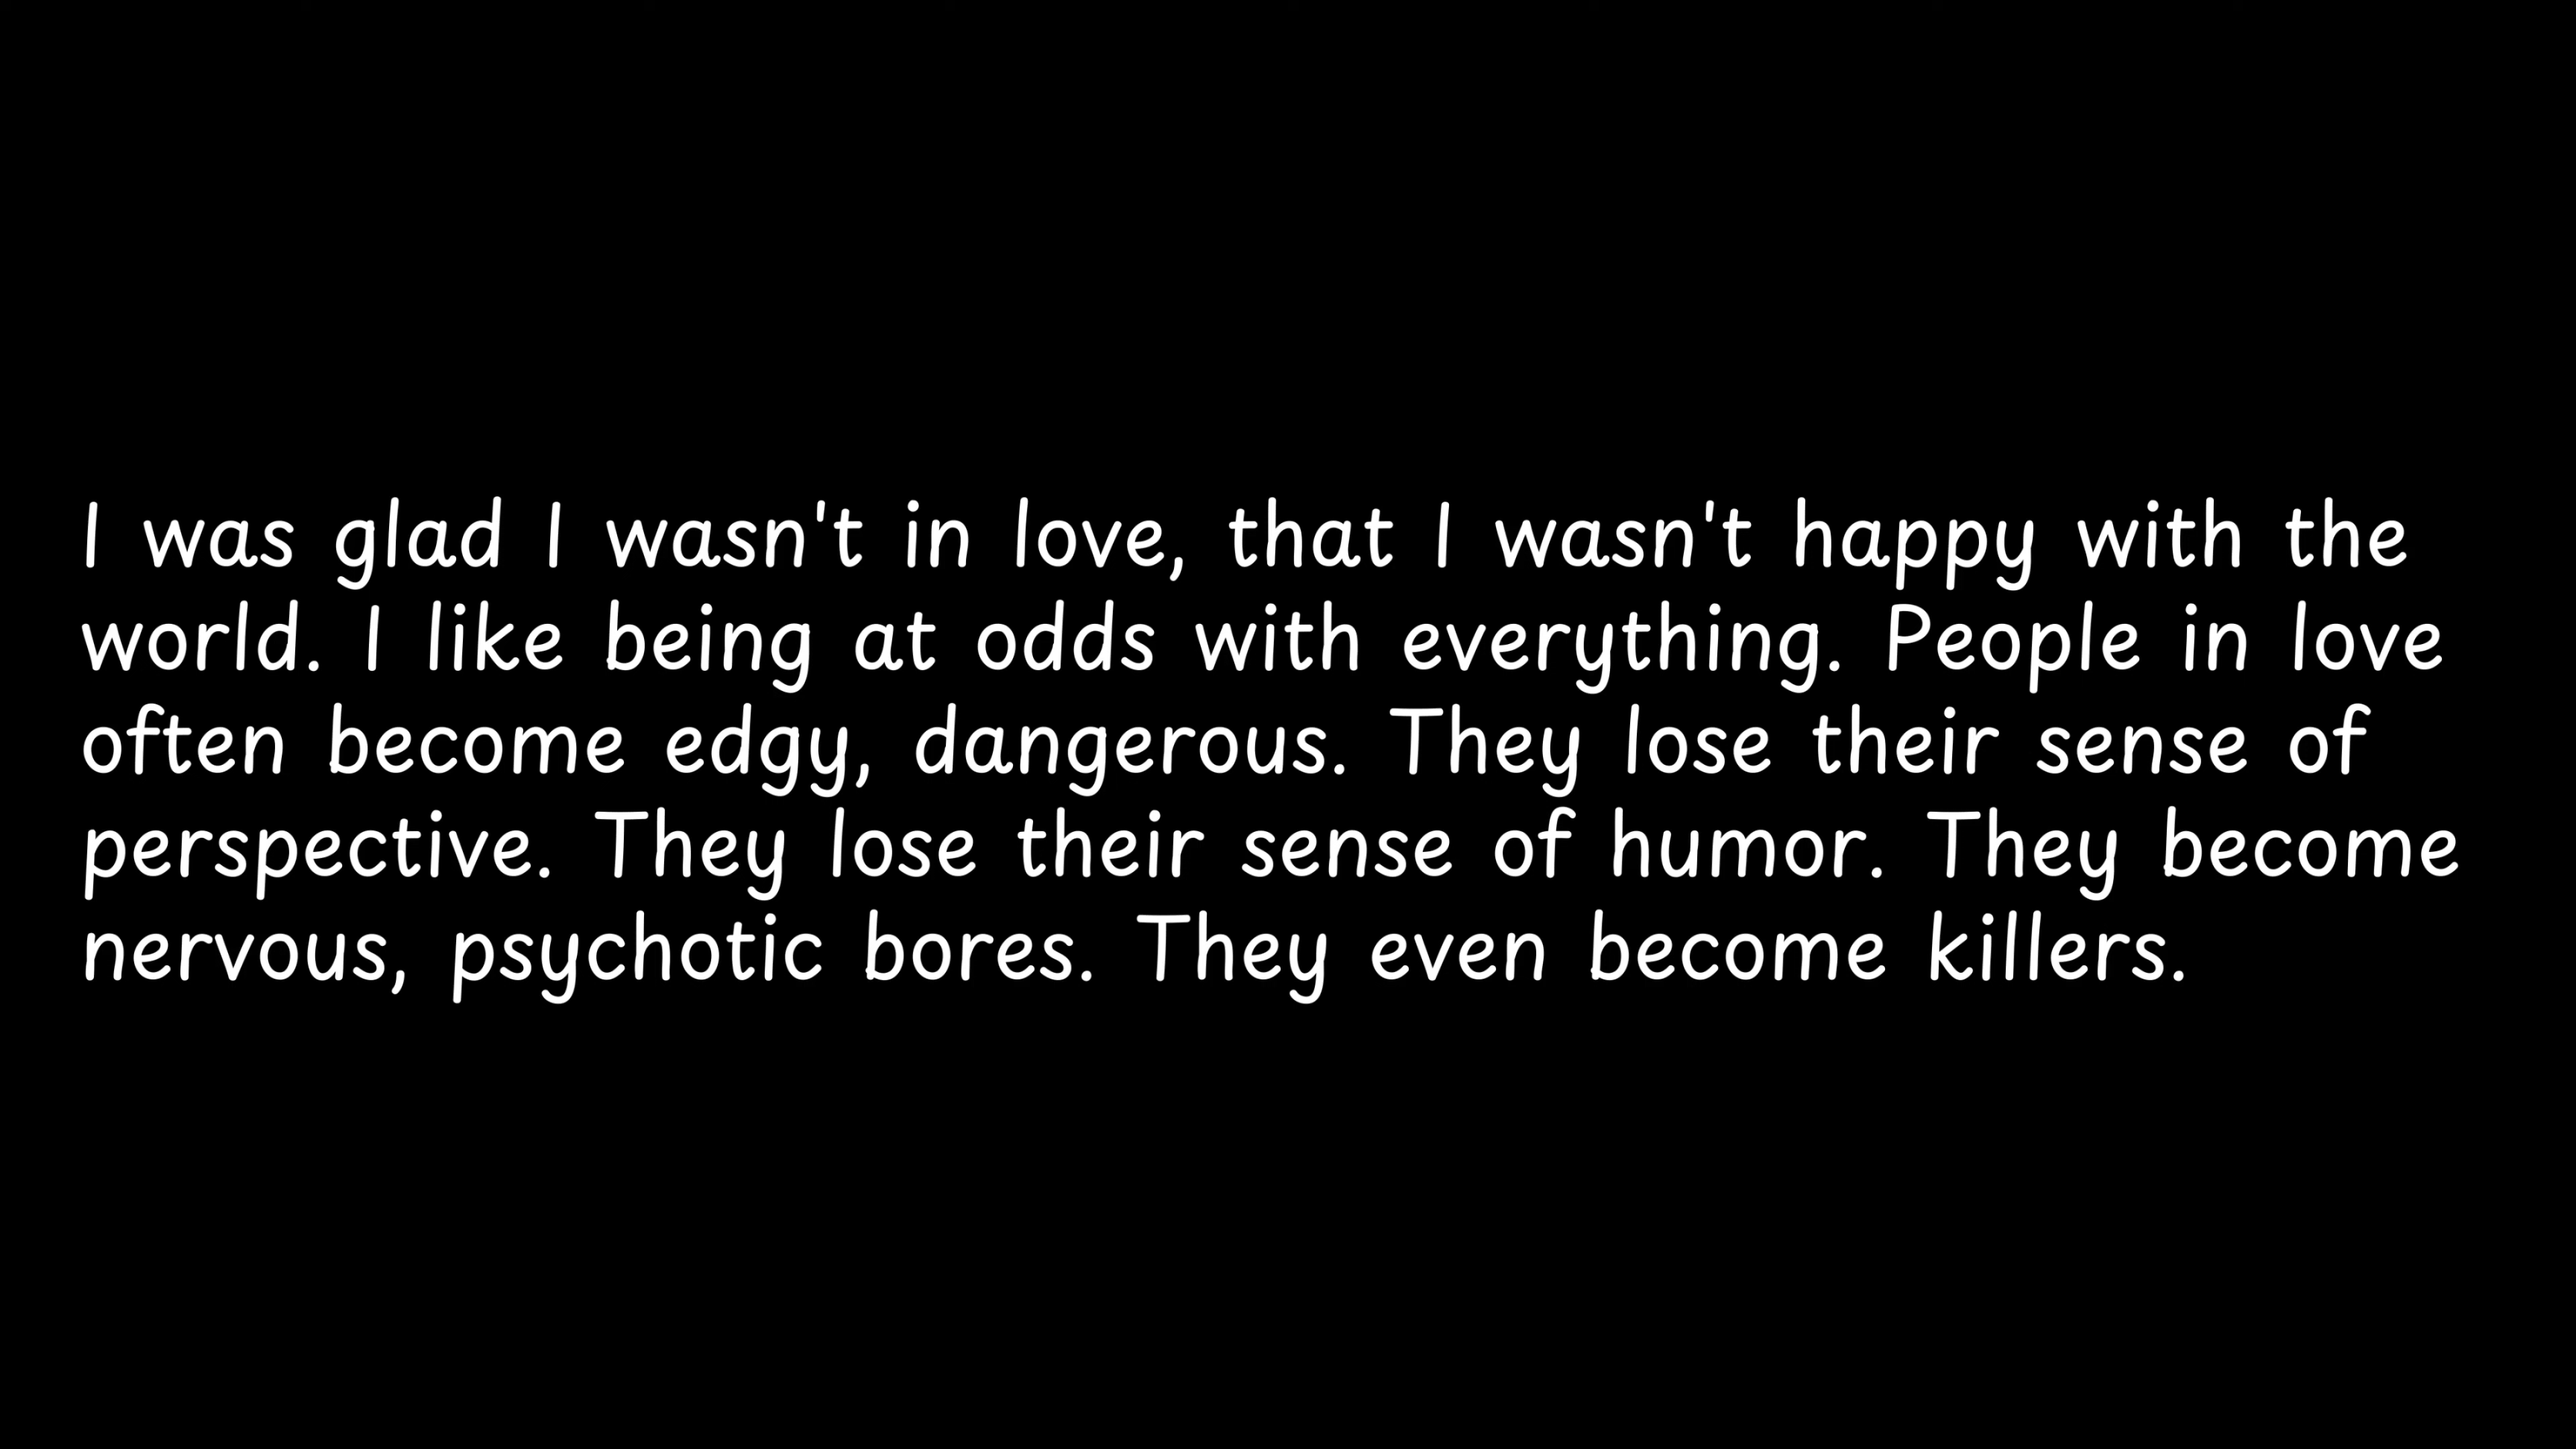 I was glad I wasn't in love, that I wasn't happy with the
world. I like being at odds with everything. People in love
often become edgy, dangerous. They lose their sense of
perspective. They lose their sense of humor. They become
nervous, psychotic bores. They even become killers.